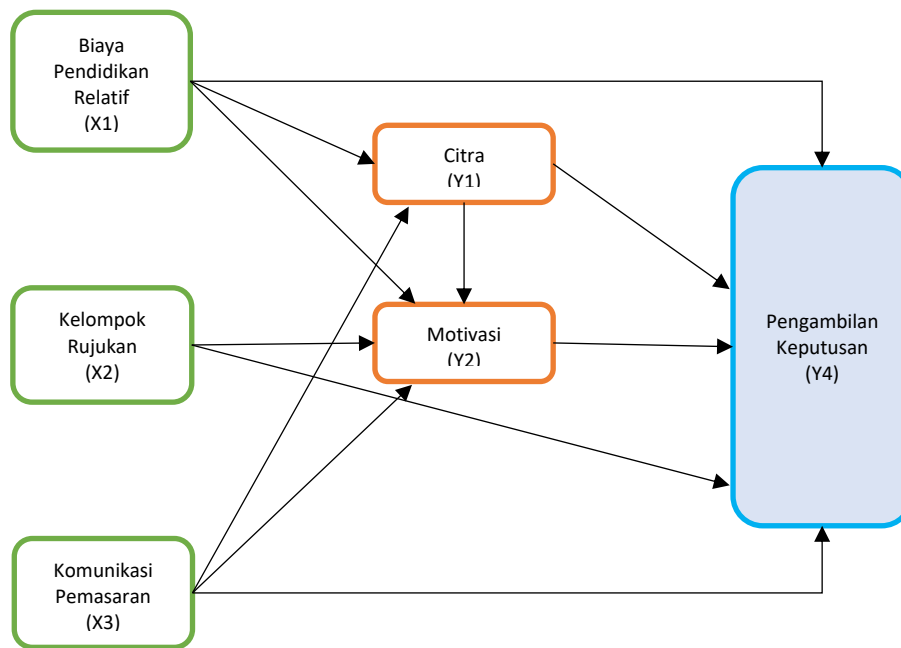 Biaya
Pendidikan
Relatif
(X1)
Citra
(Y1)
Kelompok
Rujukan
(X2)
Motivasi
(Y2)
Pengambilan
Keputusan
(Y4)
Komunikasi
Pemasaran
(X3)